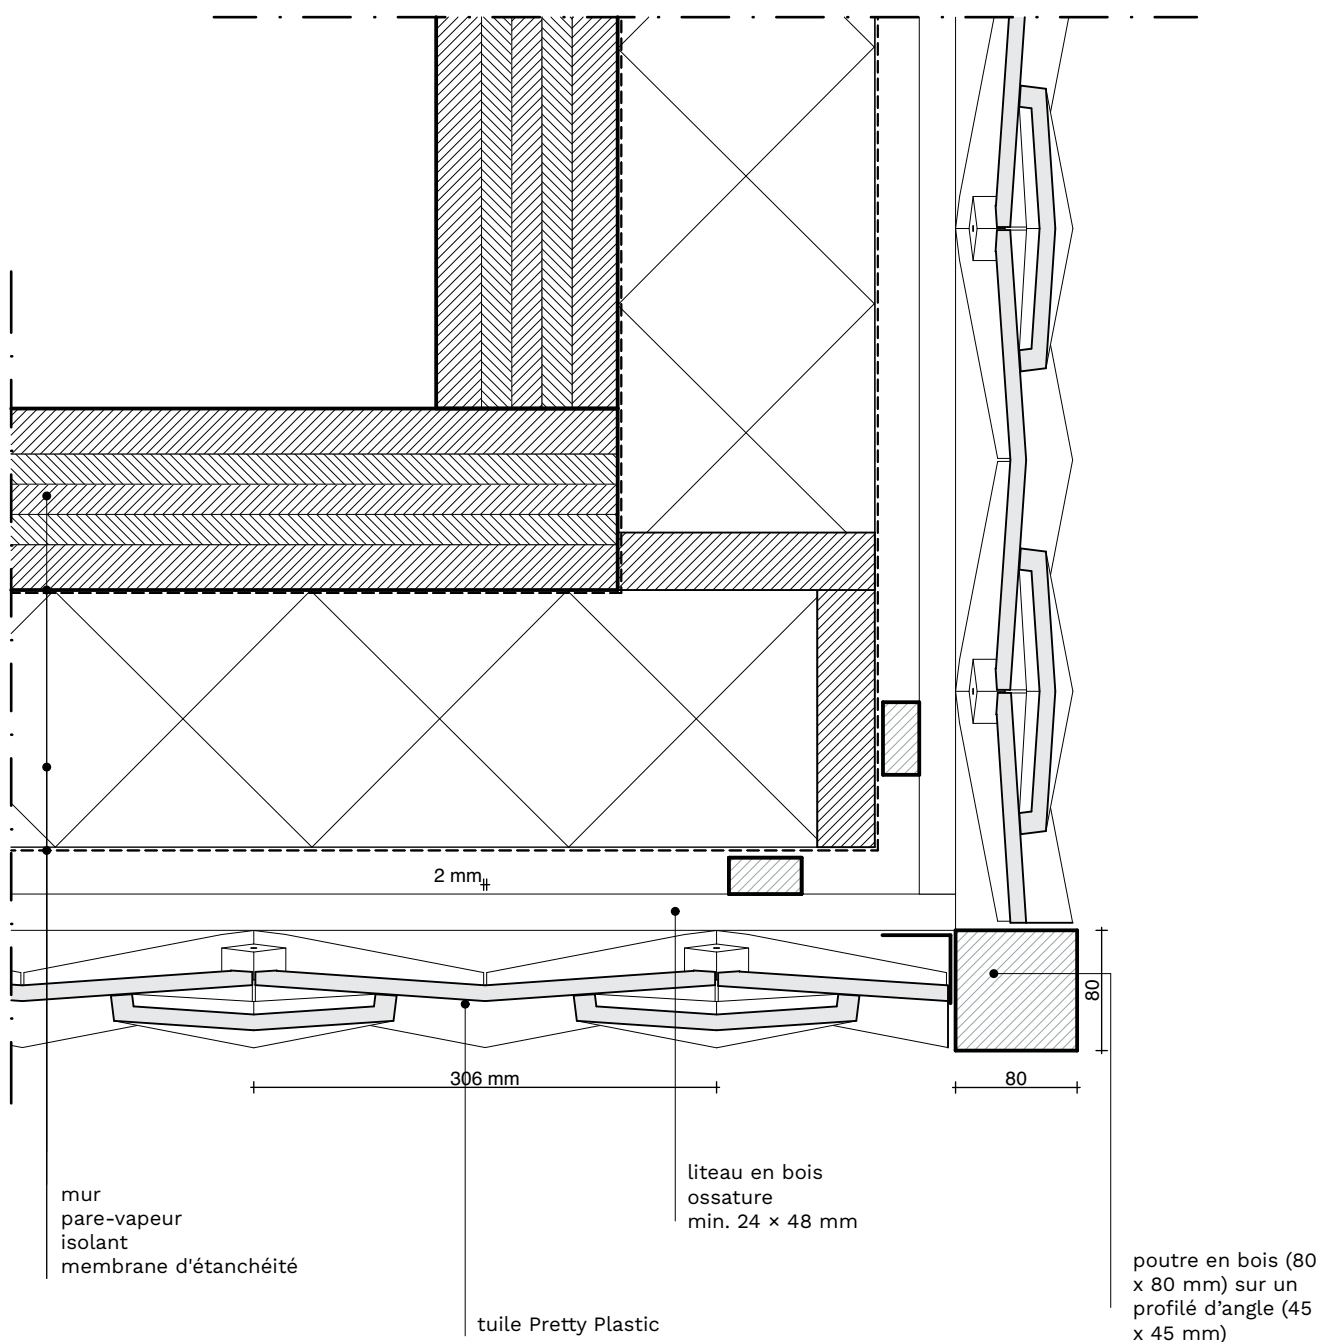 2 mm
80
306 mm
80
liteau en bois
ossature
min. 24 × 48 mm
mur
pare-vapeur
isolant
membrane d'étanchéité
poutre en bois (80
x 80 mm) sur un
profilé d’angle (45
x 45 mm)
tuile Pretty Plastic